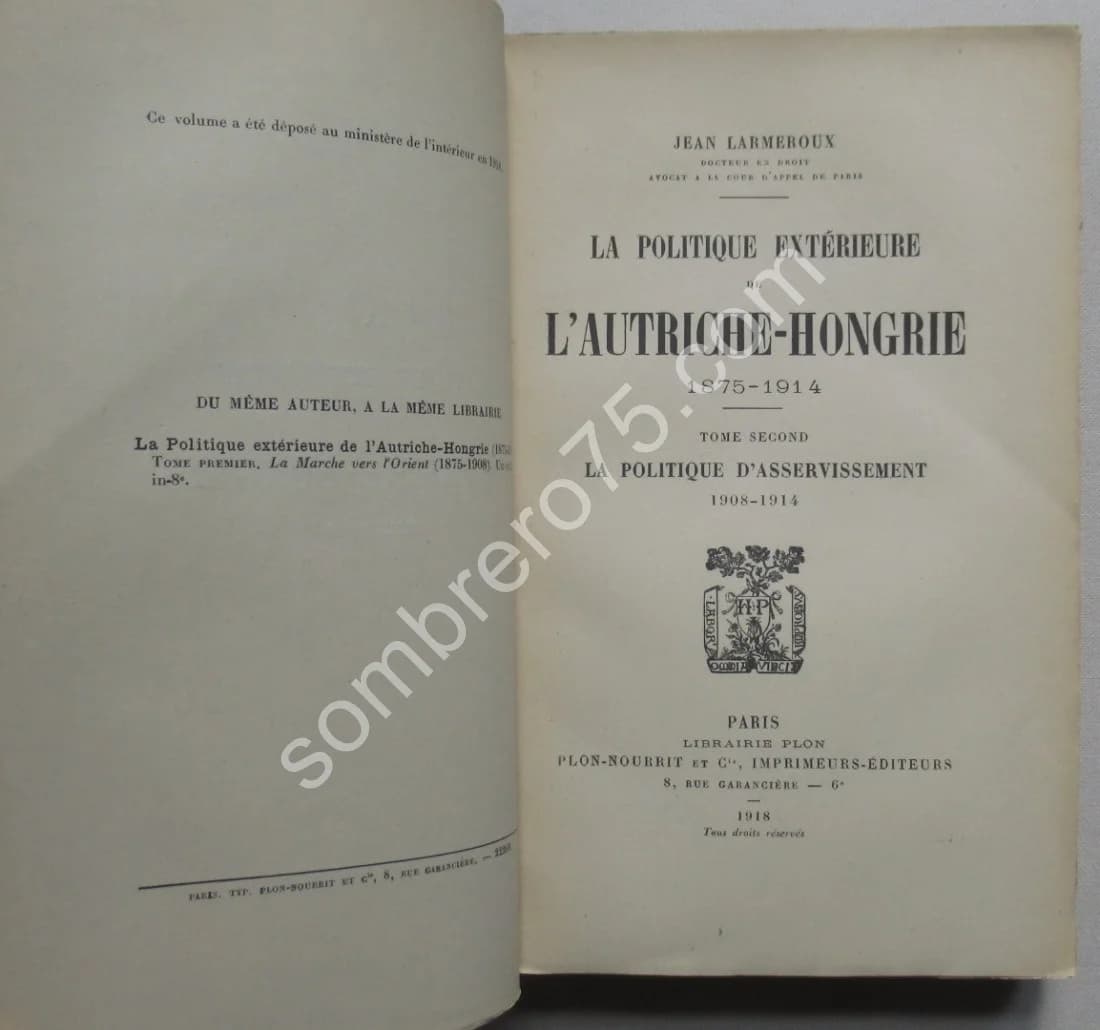 Ce volume a été déposé au ministère de l'intérieur en
DU MÊME AUTEUR, A LA MÊME LIBRAIRIE
La Politique extérieure de l'Autriche-Hongrie
TOME PREMIER. La Marche vers l'Orient (1875-1908)
in-8°.
PARIS. TYP. PLON-NOURRIT ET Cie, 8, RUE GARANCIÈRE. —
JEAN LARMEROUX
DOCTEUR EN DROIT
AVOCAT A LA COUR D'APPEL DE PARIS
LA POLITIQUE EXTÉRIEURE
DE
L'AUTRICHE-HONGRIE
1875-1914
TOME SECOND
LA POLITIQUE D'ASSERVISSEMENT
1908-1914
LABOR
H P
OMNIA VINCIT
PARIS
LIBRAIRIE PLON
PLON-NOURRIT ET Cie, IMPRIMEURS-ÉDITEURS
8, RUE GARANCIÈRE — 6e
1918
Tous droits réservés
sombrero75.com